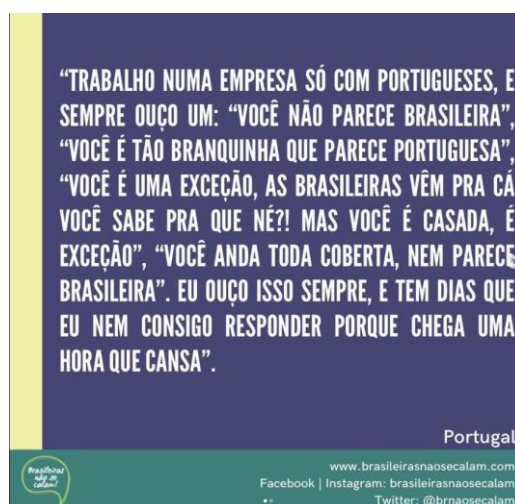 “TRABALHO NUMA EMPRESA SÓ COM PORTUGUESES, E
SEMPRE OUÇO UM: “VOCÊ NÃO PARECE BRASILEIRA”,
“VOCÊ É TÃO BRANQUINHA QUE PARECE PORTUGUESA”,
“VOCÊ É UMA EXCEÇÃO, AS BRASILEIRAS VÊM PRA CÁ
VOCÊ SABE PRA QUE NÉ?! MAS VOCÊ É CASADA, É
EXCEÇÃO”, “VOCÊ ANDA TODA COBERTA, NEM PARECE
BRASILEIRA”. EU OUÇO ISSO SEMPRE, E TEM DIAS QUE
EU NEM CONSIGO RESPONDER PORQUE CHEGA UMA
HORA QUE CANSA”.
Portugal
Brasileiras
não se
calam!
www.brasileirasnaosecalam.com
Facebook | Instagram: brasileirasnaosecalam
Twitter: @brnaosecalam